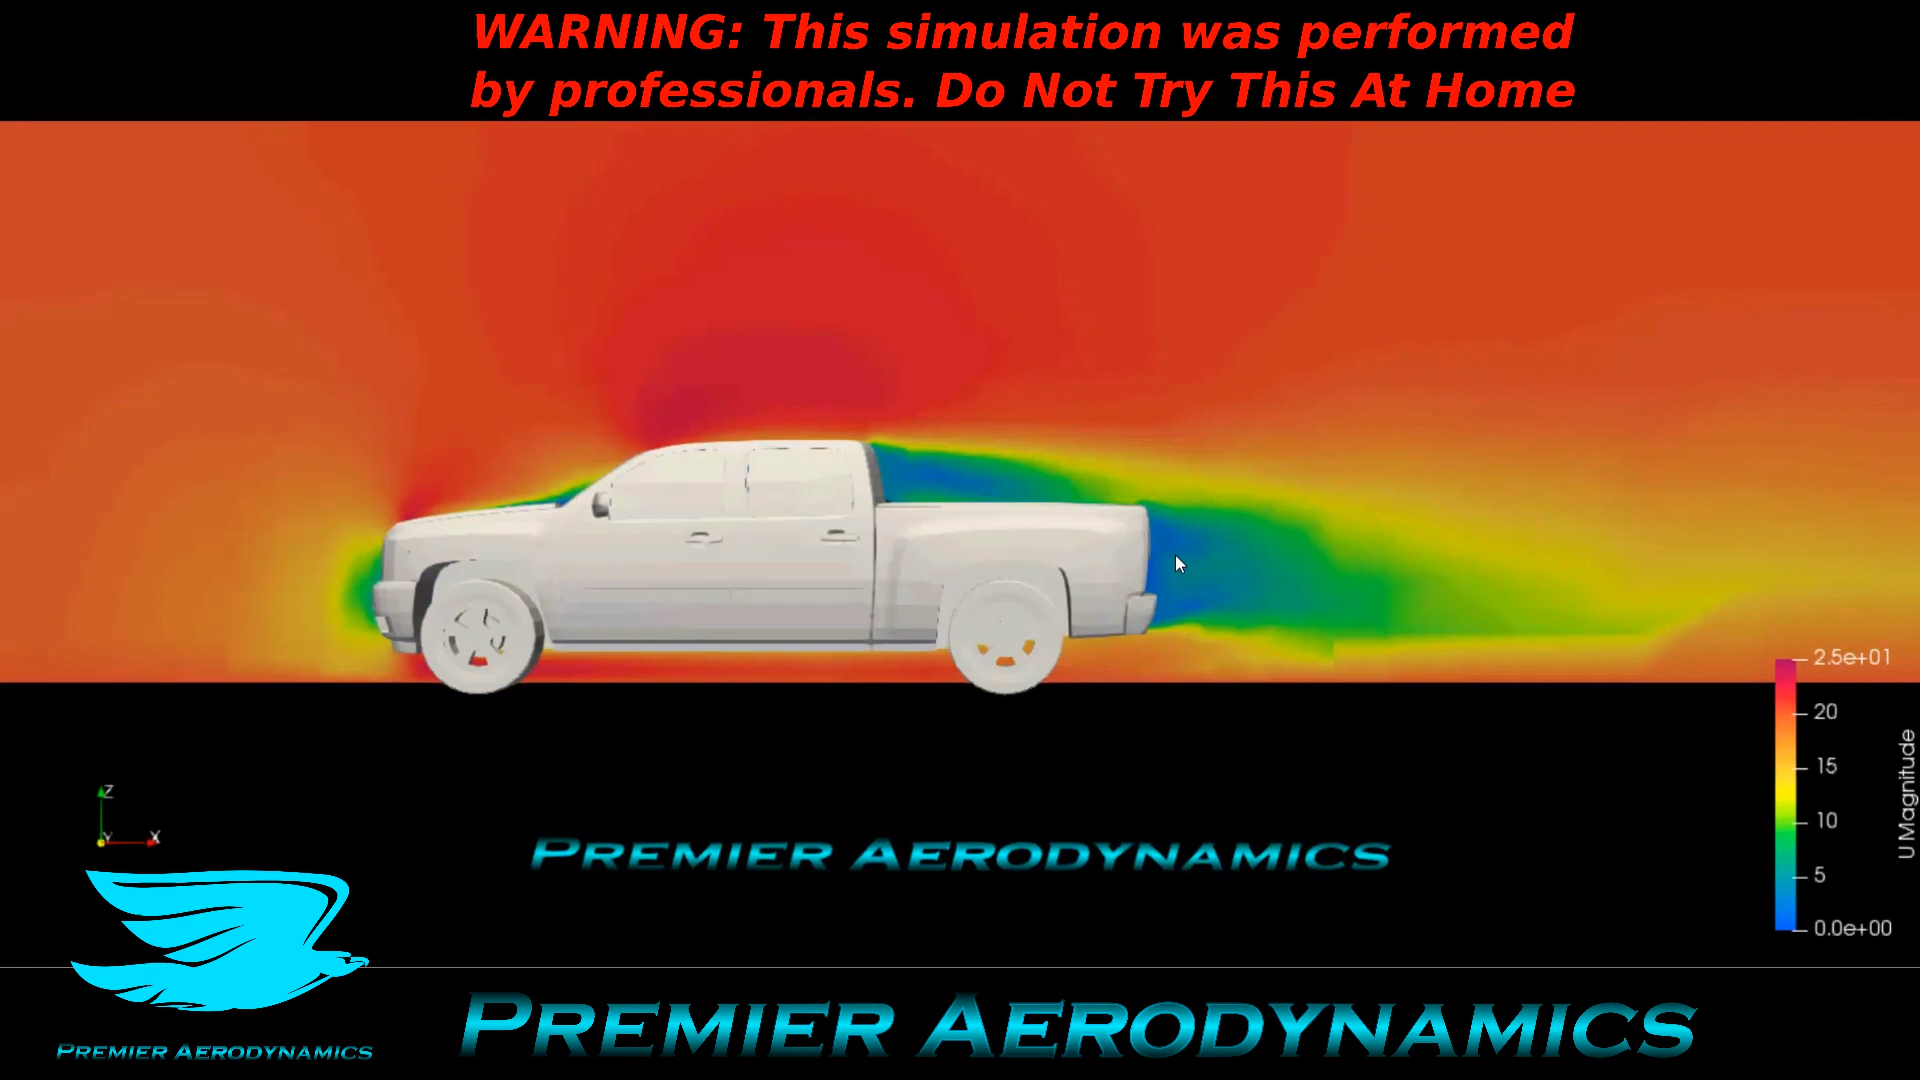 WARNING: This simulation was performed
by professionals. Do Not Try This At Home
2.5e+01
20
15
10
5
0.0e+00
U Magnitude
Z
Y
X
PREMIER AERODYNAMICS
PREMIER AERODYNAMICS
PREMIER AERODYNAMICS